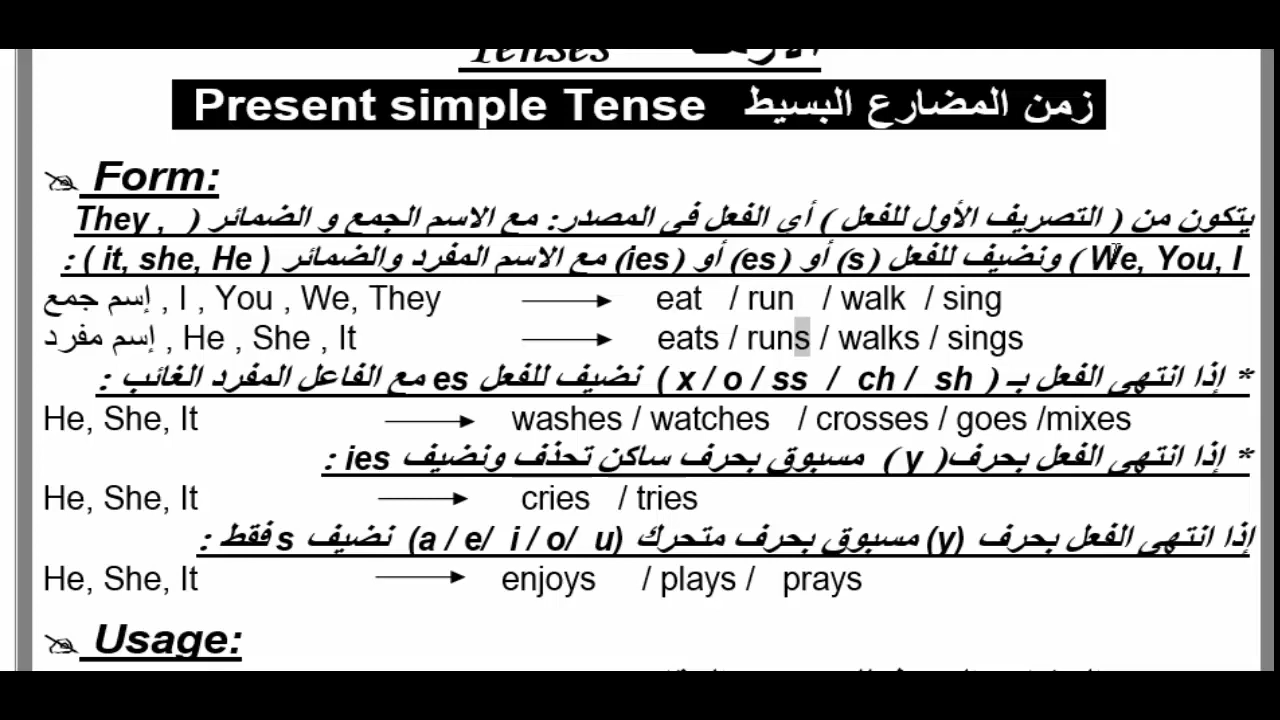 Tenses
Present simple Tense زمن المضارع البسيط
Form:
يتكون من ( التصريف الأول للفعل ) أى الفعل فى المصدر: مع الاسم الجمع و الضمائر ( They ,
We, You, I ) ونضيف للفعل (s) أو (es) أو (ies) مع الاسم المفرد والضمائر ( it, she, He ) :
إسم جمع , I , You , We, They eat / run / walk / sing
إسم مفرد , He , She , It eats / runs / walks / sings
* إذا انتهى الفعل بـ ( x / o / ss / ch / sh ) نضيف للفعل es مع الفاعل المفرد الغائب :
He, She, It washes / watches / crosses / goes /mixes
* إذا انتهى الفعل بحرف( y ) مسبوق بحرف ساكن تحذف ونضيف ies :
He, She, It cries / tries
إذا انتهى الفعل بحرف (y) مسبوق بحرف متحرك (a / e/ i / o/ u) نضيف s فقط :
He, She, It enjoys / plays / prays
Usage: